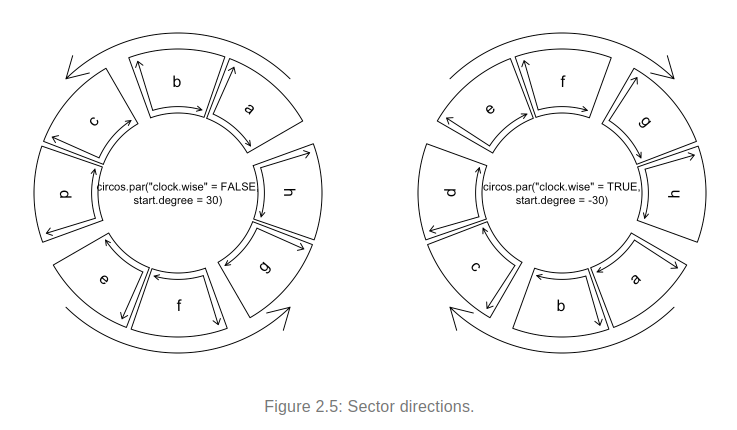 b
a
c
h
circos.par("clock.wise" = FALSE,
start.degree = 30)
d
g
e
f
f
e
g
h
circos.par("clock.wise" = TRUE,
start.degree = -30)
d
a
c
b
Figure 2.5: Sector directions.